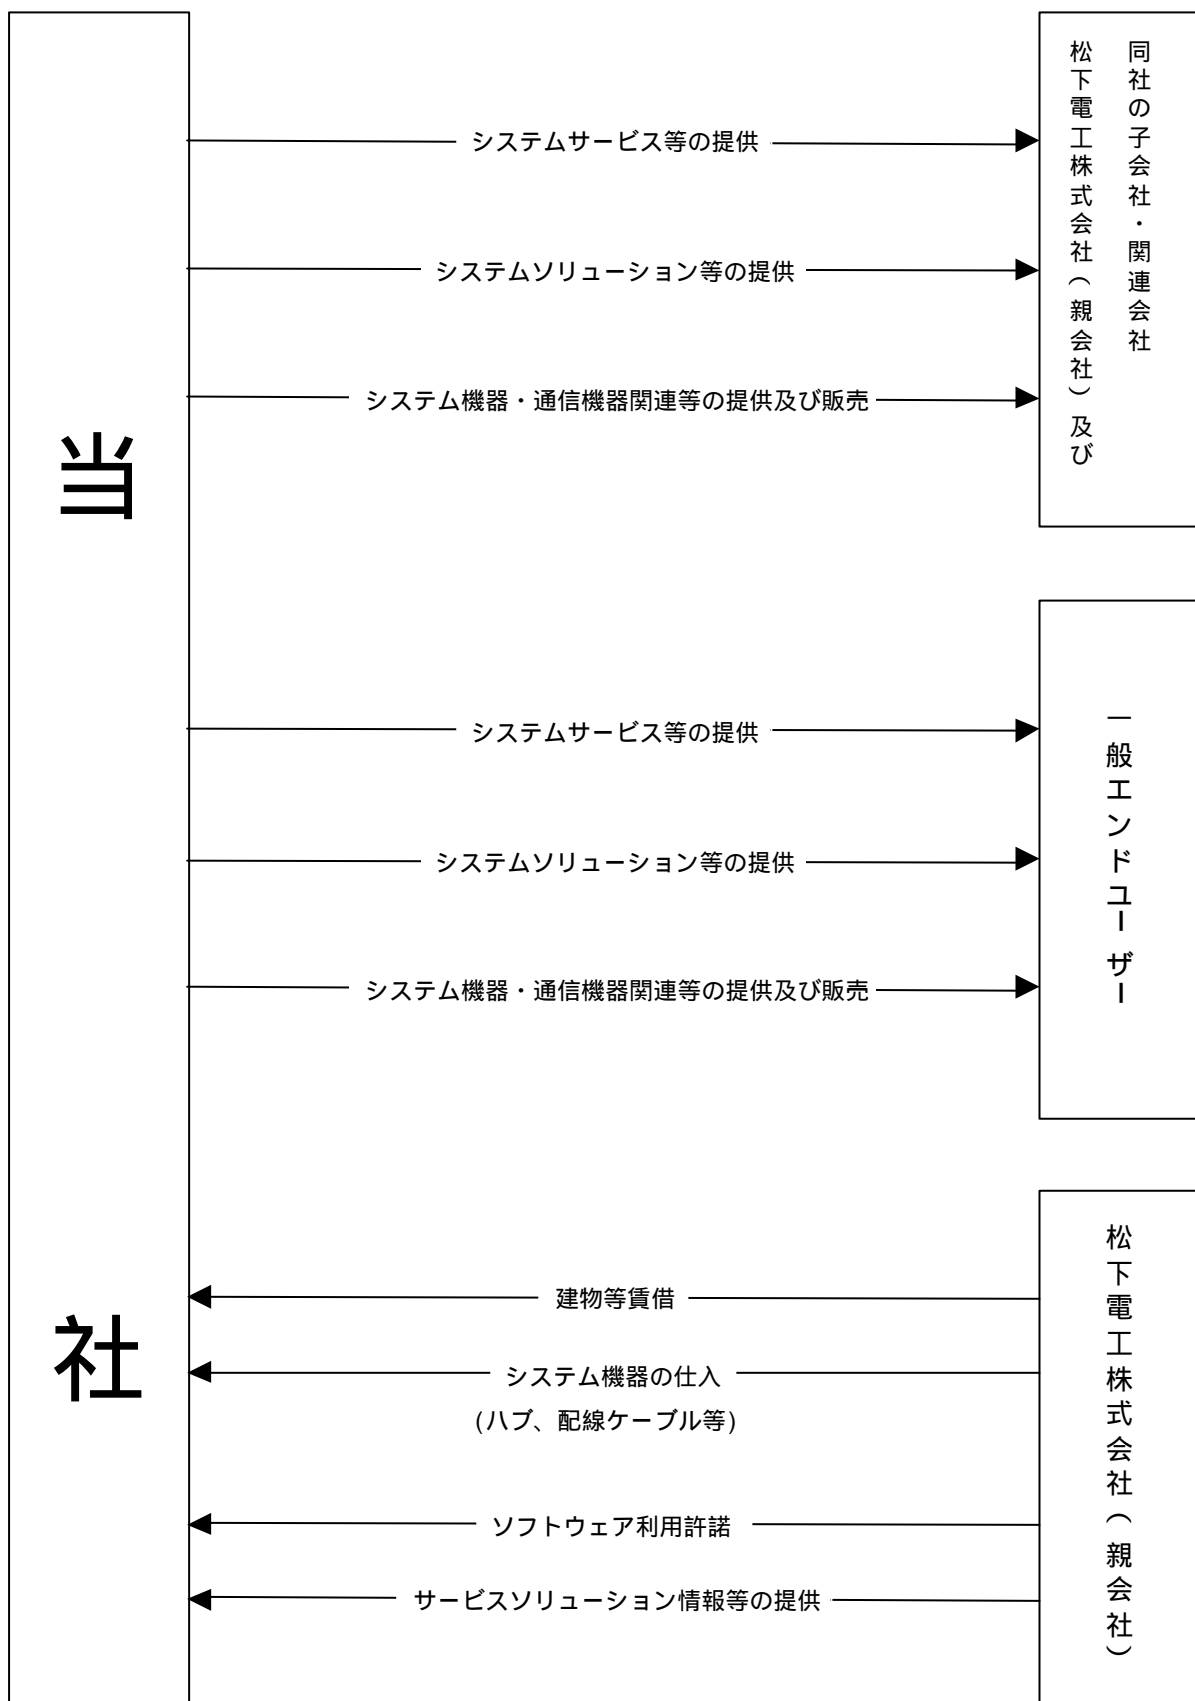 当社
システムサービス等の提供
システムソリューション等の提供
システム機器・通信機器関連等の提供及び販売
松下電工株式会社（親会社）及び
同社の子会社・関連会社
システムサービス等の提供
システムソリューション等の提供
システム機器・通信機器関連等の提供及び販売
一般エンドユーザー
建物等賃借
システム機器の仕入
(ハブ、配線ケーブル等)
ソフトウェア利用許諾
サービスソリューション情報等の提供
松下電工株式会社（親会社）